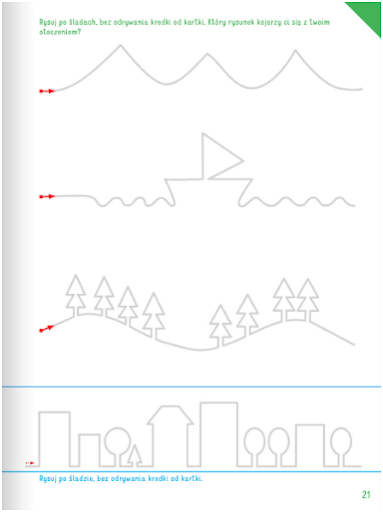 Rysuj po śladach, bez odrywania kredki od kartki. Który rysunek kojarzy ci się z twoim
otoczeniem?
Rysuj po śladzie, bez odrywania kredki od kartki.
21